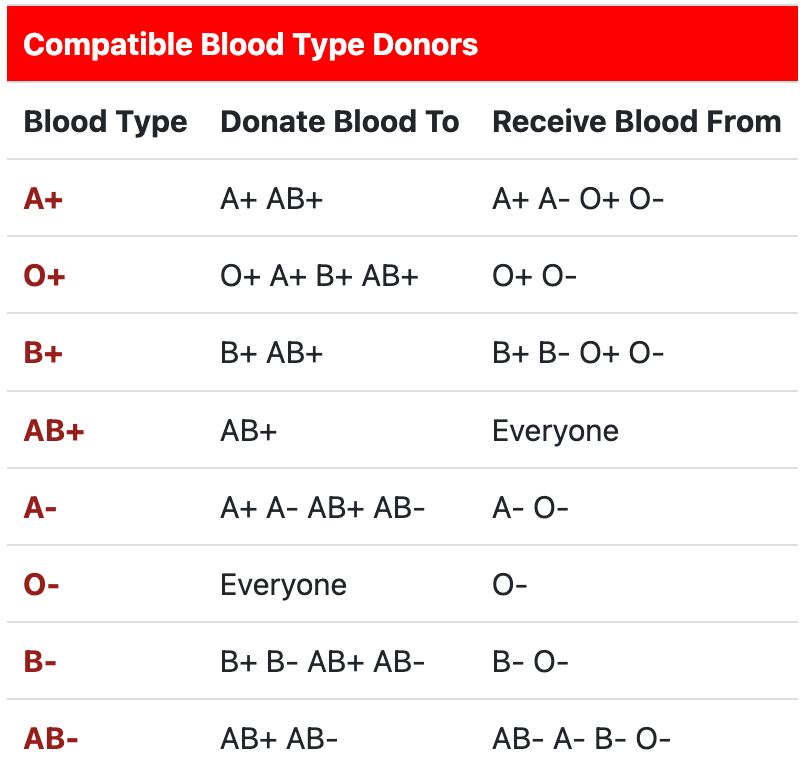 Compatible Blood Type Donors
Blood Type Donate Blood To Receive Blood From
A+ A+ AB+ A+ A- O+ O-
O+ O+ A+ B+ AB+ O+ O-
B+ B+ AB+ B+ B- O+ O-
AB+ AB+ Everyone
A- A+ A- AB+ AB- A- O-
O- Everyone O-
B- B+ B- AB+ AB- B- O-
AB- AB+ AB- AB- A- B- O-